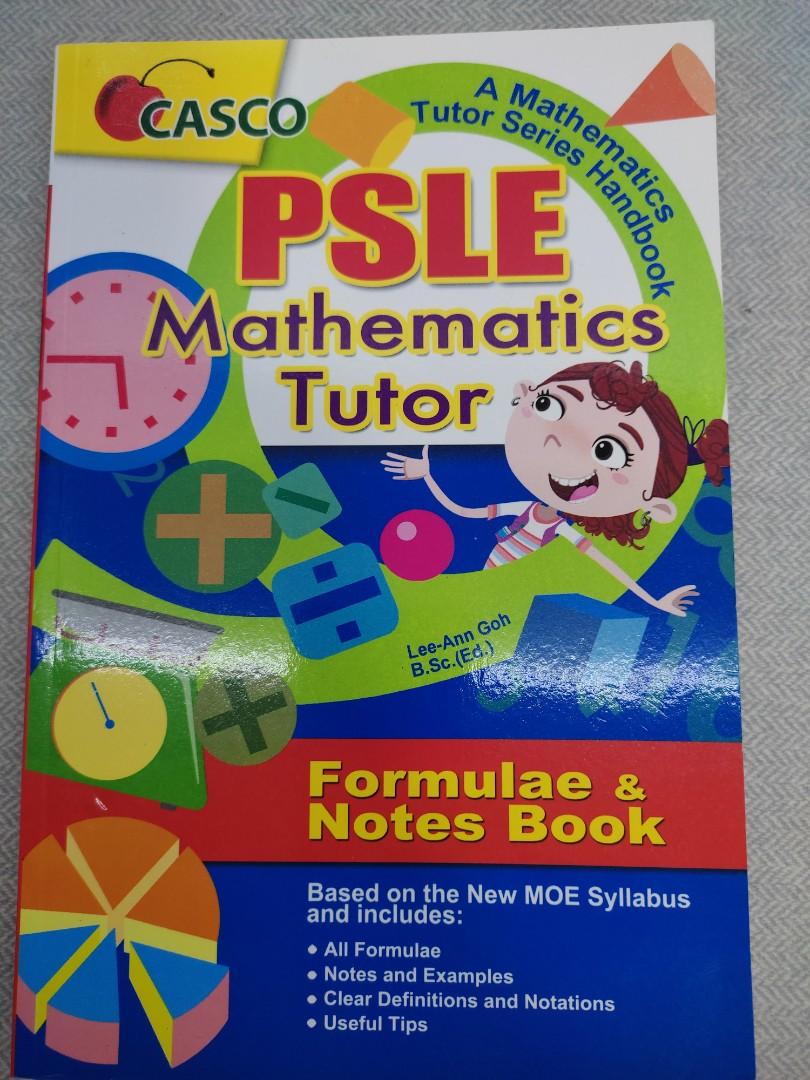 CASCO
A Mathematics
Tutor Series Handbook
PSLE
Mathematics
Tutor
Lee-Ann Goh
B.Sc.(Ed.)
Formulae &
Notes Book
Based on the New MOE Syllabus
and includes:
• All Formulae
• Notes and Examples
• Clear Definitions and Notations
• Useful Tips